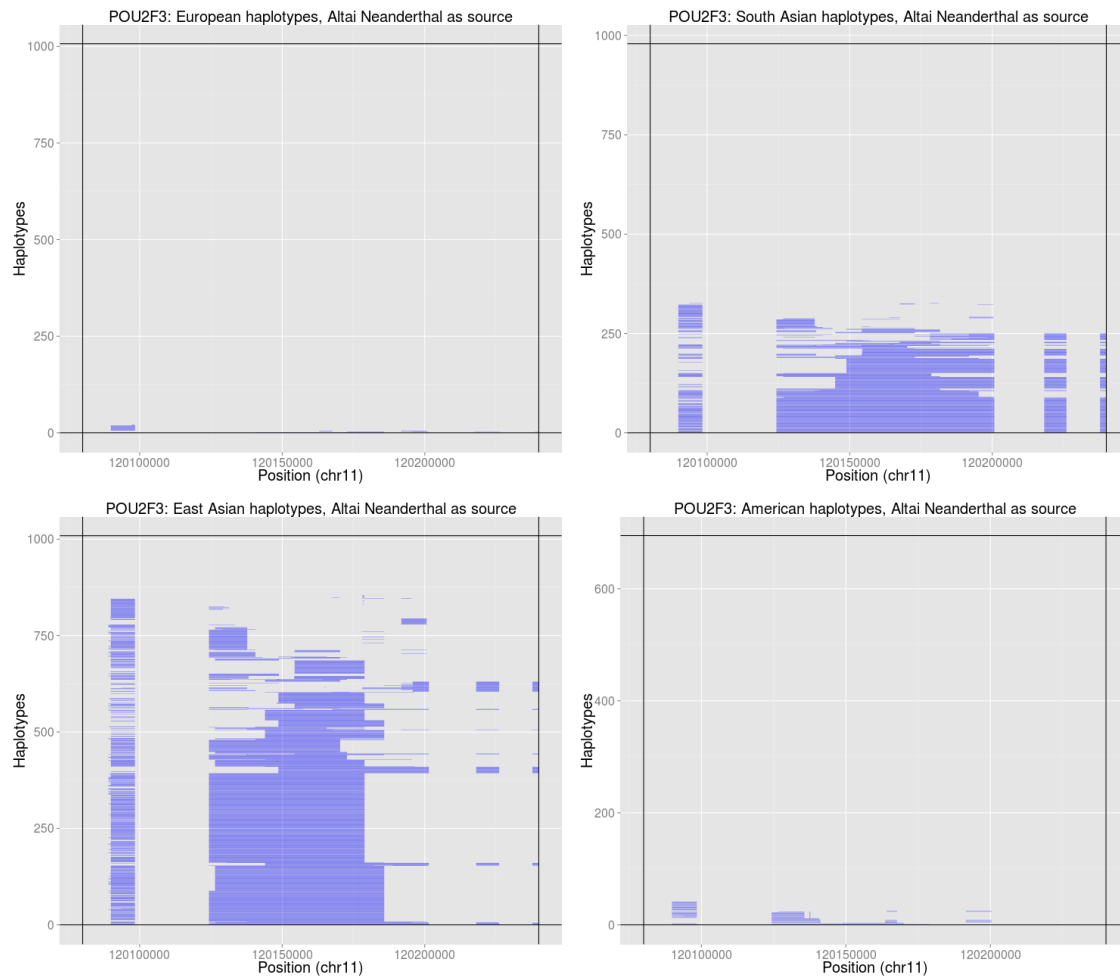 POU2F3: European haplotypes, Altai Neanderthal as source
1000
750
500
250
0
Haplotypes
120100000 120150000 120200000
Position (chr11)
POU2F3: South Asian haplotypes, Altai Neanderthal as source
1000
750
500
250
0
Haplotypes
120100000 120150000 120200000
Position (chr11)
POU2F3: East Asian haplotypes, Altai Neanderthal as source
1000
750
500
250
0
Haplotypes
120100000 120150000 120200000
Position (chr11)
POU2F3: American haplotypes, Altai Neanderthal as source
600
400
200
0
Haplotypes
120100000 120150000 120200000
Position (chr11)